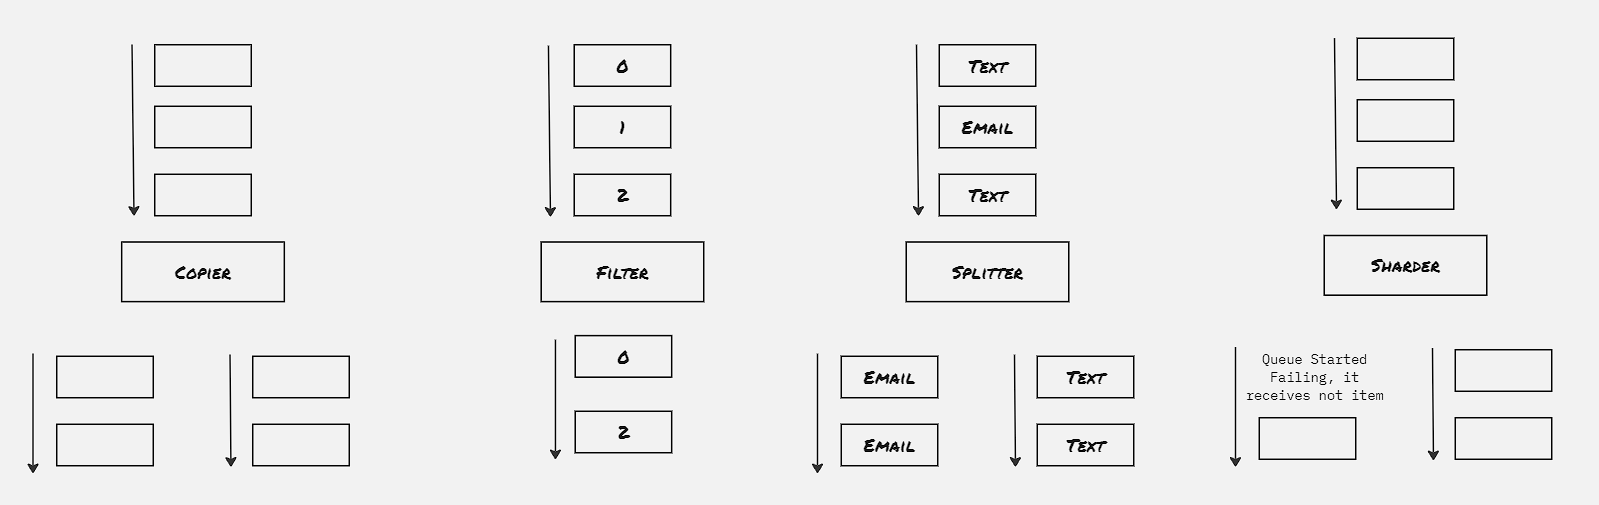 Copier
0
1
2
Filter
0
2
Text
Email
Text
Splitter
Email
Email
Text
Text
Sharder
Queue Started
Failing, it
receives not item